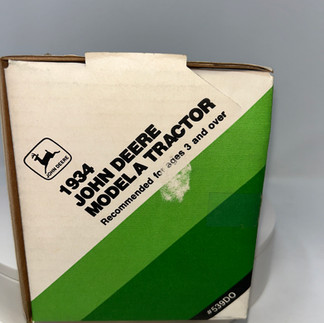 JOHN DEERE
1934
JOHN DEERE
MODEL A TRACTOR
Recommended for ages 3 and over
#539DO